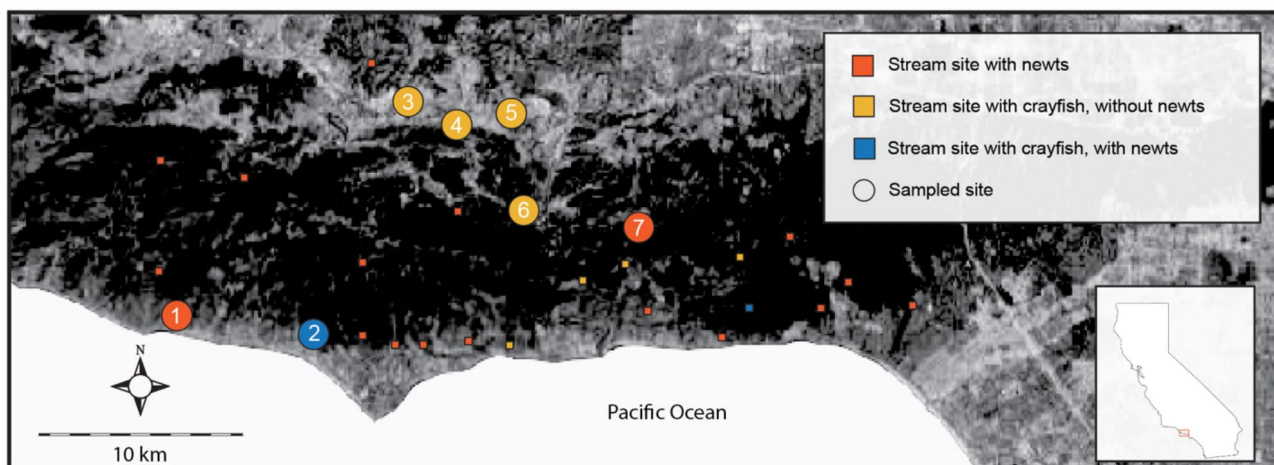 Stream site with newts
Stream site with crayfish, without newts
Stream site with crayfish, with newts
Sampled site
3
4
5
6
7
1
2
N
10 km
Pacific Ocean